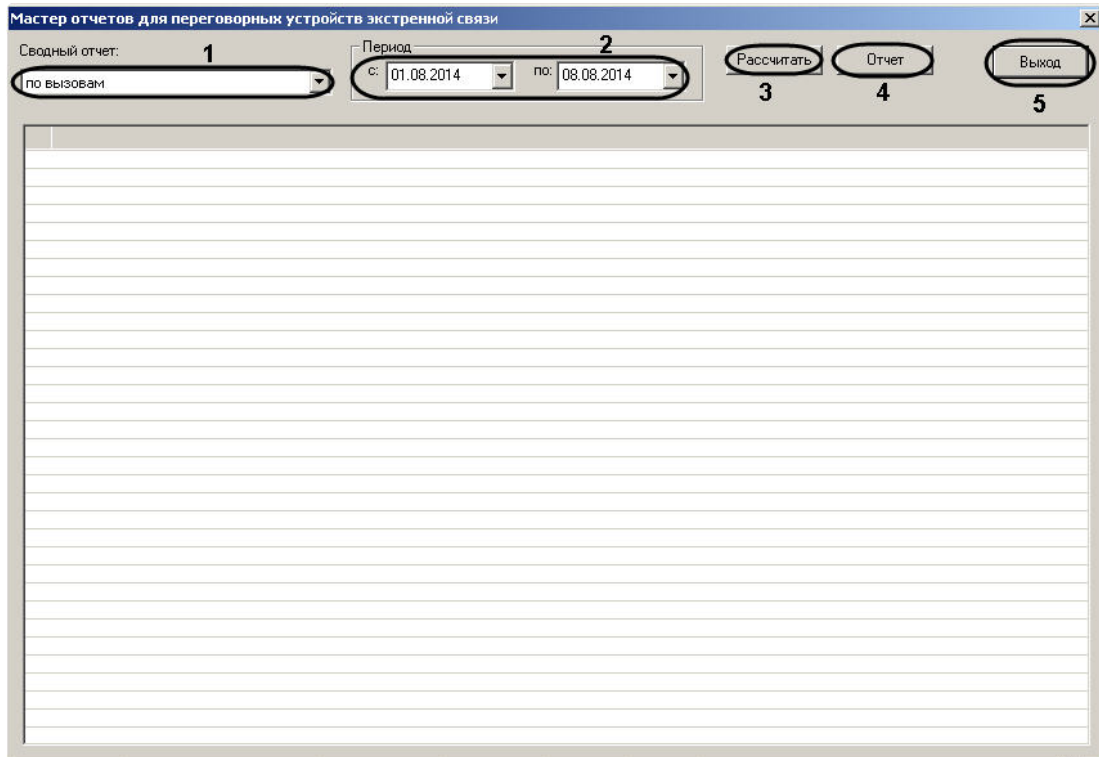 Мастер отчетов для переговорных устройств экстренной связи
Сводный отчет: 1 Период 2
по вызовам с: 01.08.2014 по: 08.08.2014 Рассчитать Отчет Выход
3 4 5